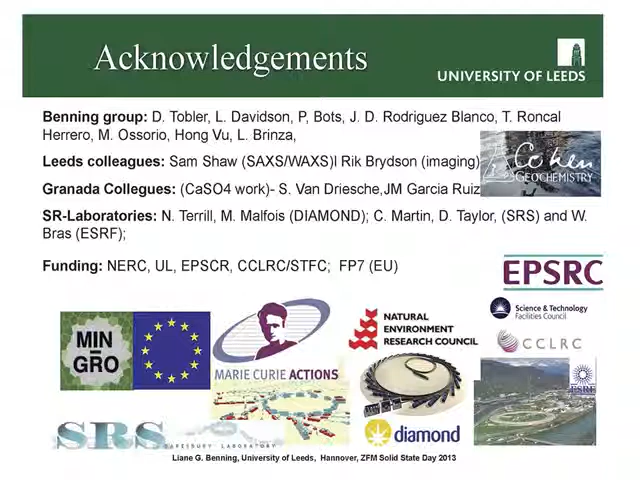 Acknowledgements
UNIVERSITY OF LEEDS
Benning group: D. Tobler, L. Davidson, P, Bots, J. D. Rodriguez Blanco, T. Roncal
Herrero, M. Ossorio, Hong Vu, L. Brinza,
Leeds colleagues: Sam Shaw (SAXS/WAXS)l Rik Brydson (imaging)
Cohen
GEOCHEMISTRY
Granada Collegues: (CaSO4 work)- S. Van Driesche,JM Garcia Ruiz
SR-Laboratories: N. Terrill, M. Malfois (DIAMOND); C. Martin, D. Taylor, (SRS) and W.
Bras (ESRF);
Funding: NERC, UL, EPSCR, CCLRC/STFC; FP7 (EU)
EPSRC
Science & Technology
Facilities Council
NATURAL
ENVIRONMENT
RESEARCH COUNCIL
CCLRC
MIN-
GRO
MARIE CURIE ACTIONS
ESRF
SRS
DARESBURY LABORATORY
diamond
Liane G. Benning, University of Leeds, Hannover, ZFM Solid State Day 2013